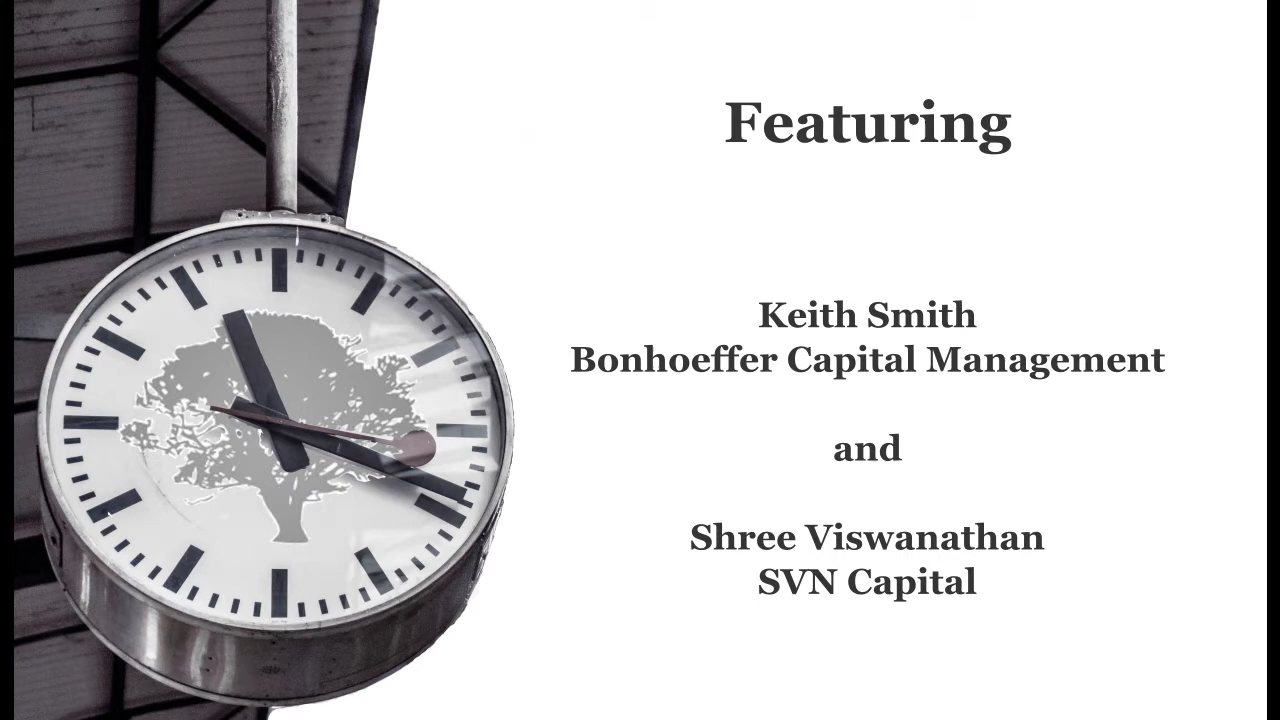 Featuring
Keith Smith
Bonhoeffer Capital Management
and
Shree Viswanathan
SVN Capital